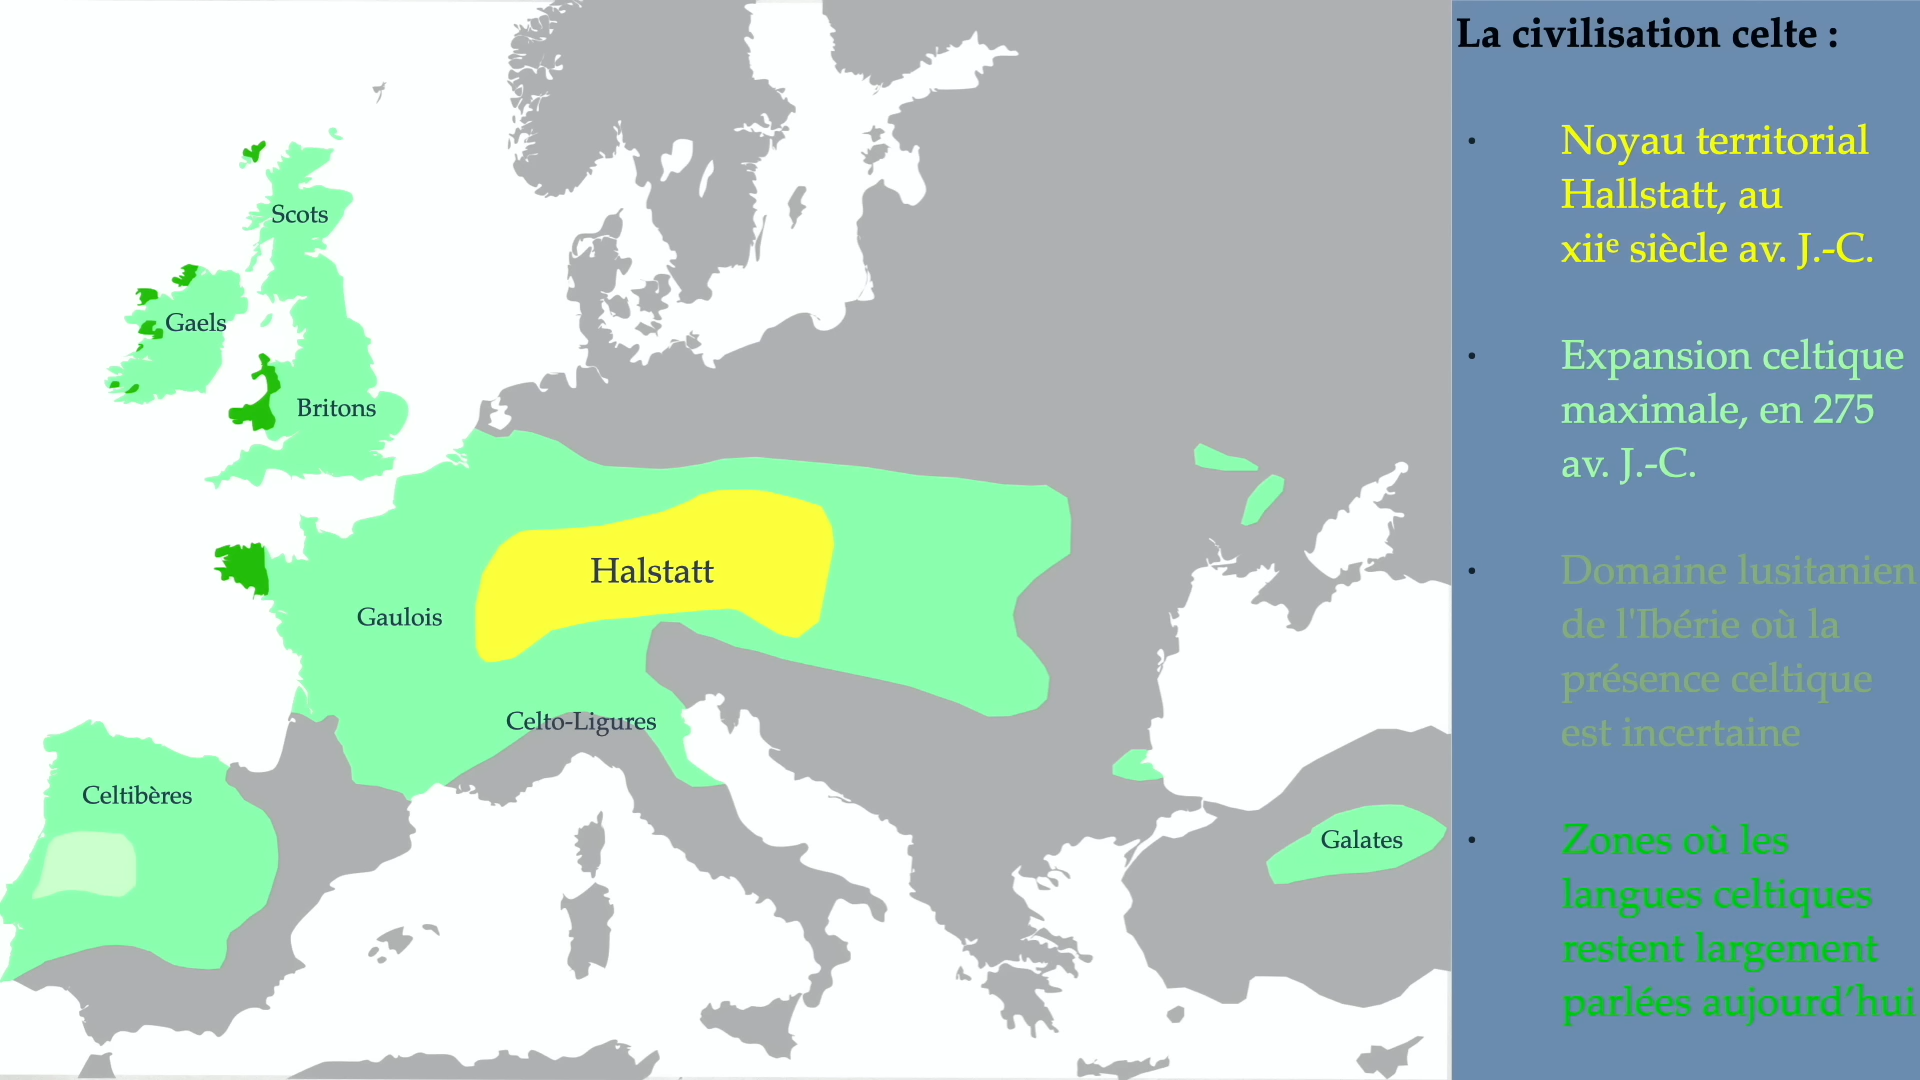 La civilisation celte :
· Noyau territorial
Hallstatt, au
xiiᵉ siècle av. J.-C.
· Expansion celtique
maximale, en 275
av. J.-C.
· Domaine lusitanien
de l'Ibérie où la
présence celtique
est incertaine
· Zones où les
langues celtiques
restent largement
parlées aujourd’hui
Scots
Gaels
Britons
Halstatt
Gaulois
Celto-Ligures
Celtibères
Galates